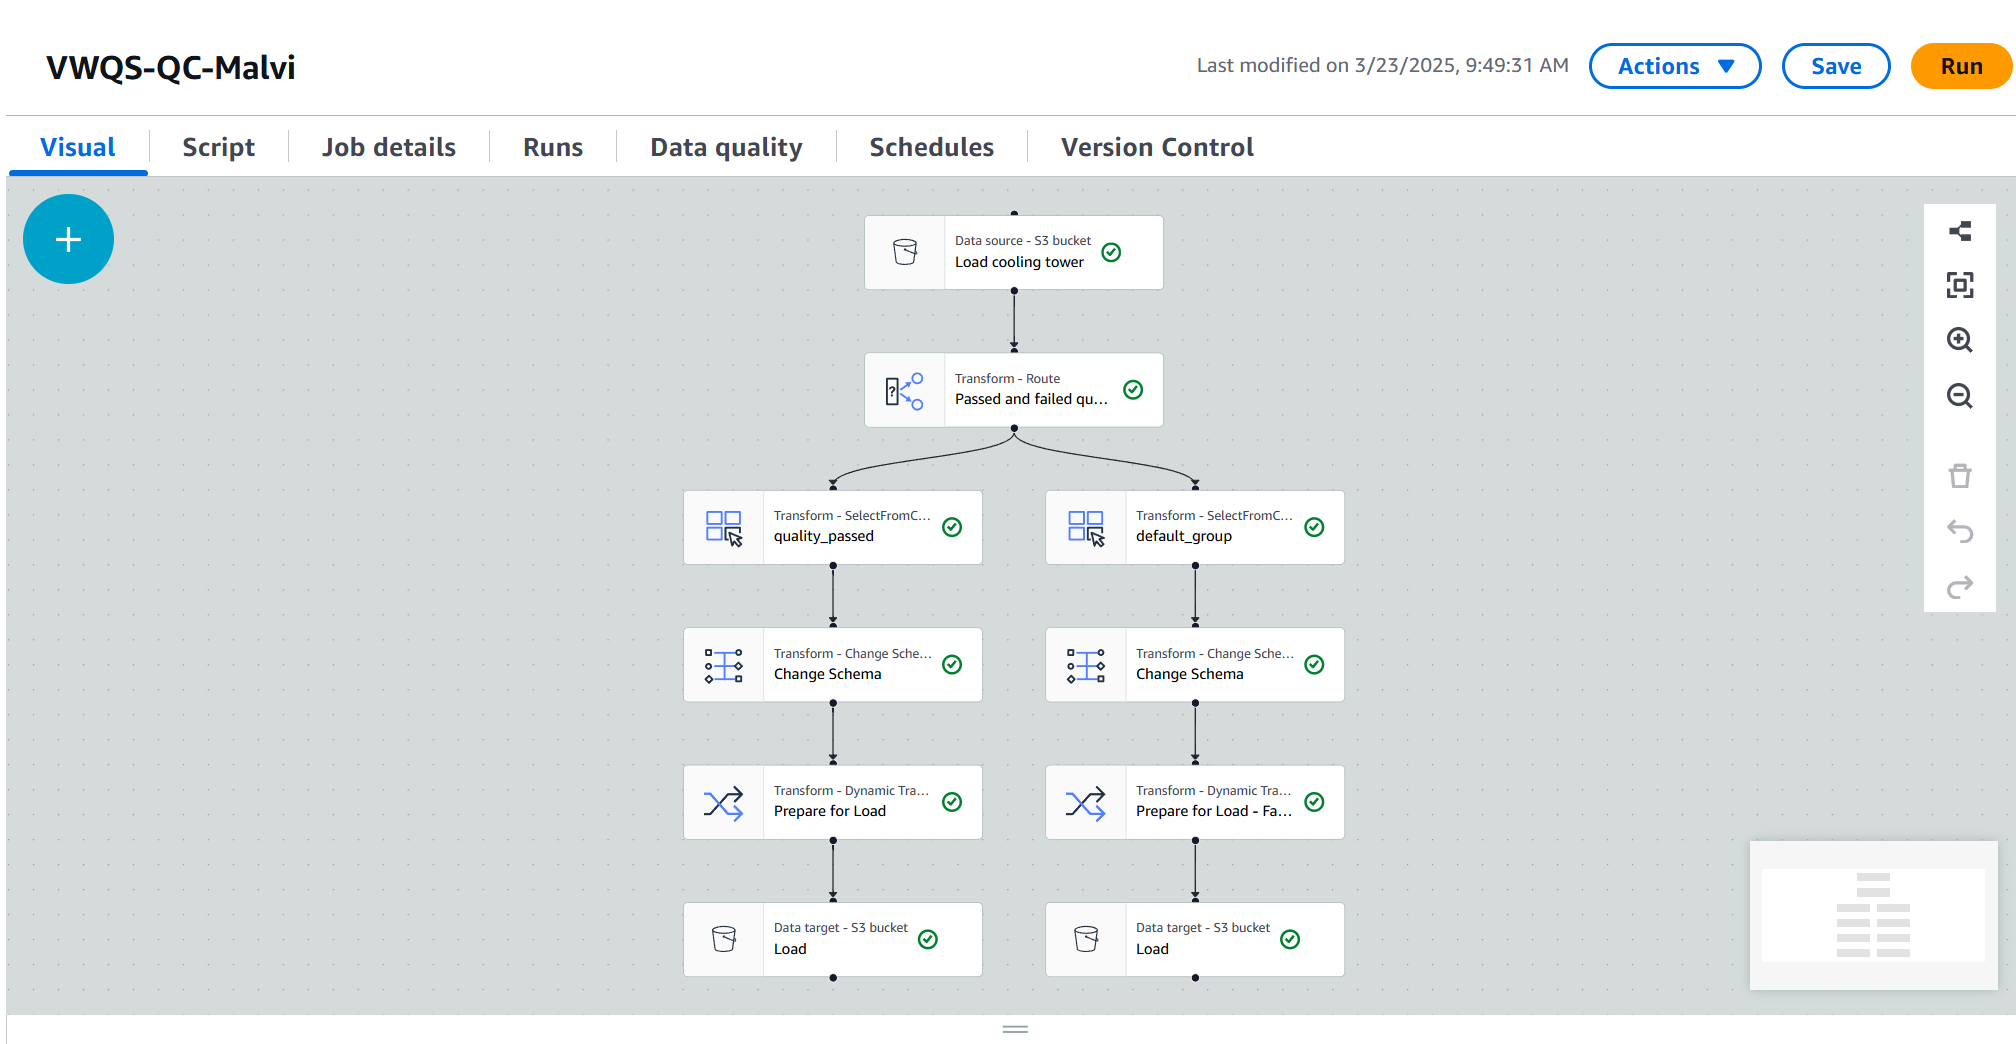 VWQS-QC-Malvi
Last modified on 3/23/2025, 9:49:31 AM
Actions
Save
Run
Visual
Script
Job details
Runs
Data quality
Schedules
Version Control
Data source - S3 bucket
Load cooling tower
Transform - Route
Passed and failed qu...
Transform - SelectFromC...
quality_passed
Transform - SelectFromC...
default_group
Transform - Change Sche...
Change Schema
Transform - Change Sche...
Change Schema
Transform - Dynamic Tra...
Prepare for Load
Transform - Dynamic Tra...
Prepare for Load - Fa...
Data target - S3 bucket
Load
Data target - S3 bucket
Load